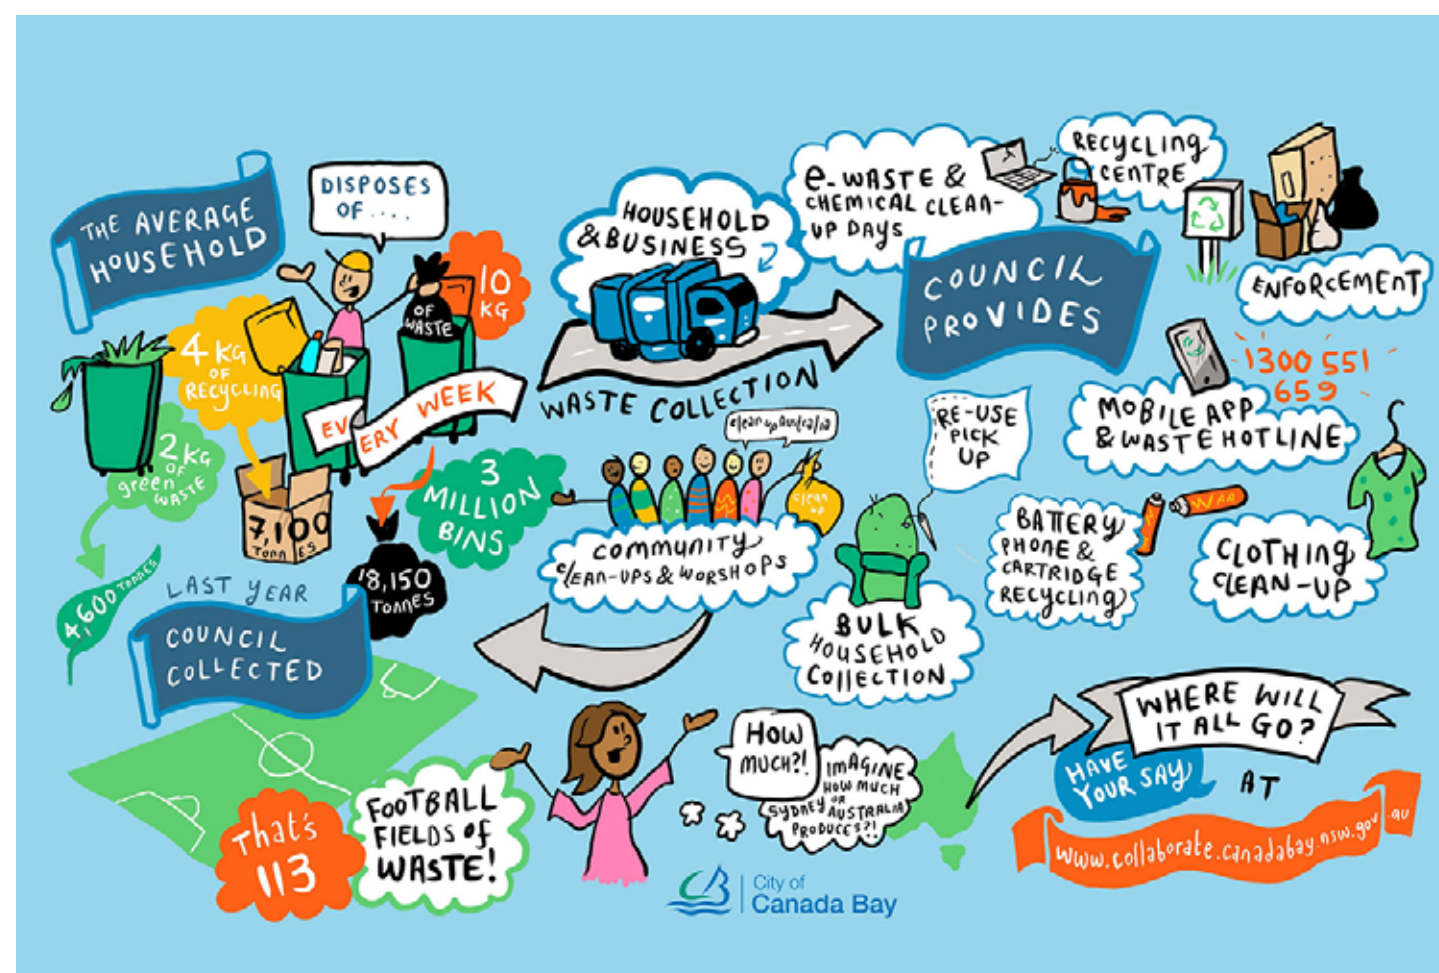 THE AVERAGE
HOUSEHOLD
DISPOSES
OF ....
4 KG
OF
RECYCLING
OF
WASTE
10
KG
2 KG
OF
green
WASTE
EVERY WEEK
3
MILLION
BINS
7,100
TONNES
18,150
TONNES
4,600 TONNES
LAST YEAR
COUNCIL
COLLECTED
That's
113
FOOTBALL
FIELDS of
WASTE!
HOUSEHOLD
& BUSINESS
WASTE COLLECTION
e-WASTE &
CHEMICAL CLEAN-
UP DAYS
RECYCLING
CENTRE
COUNCIL
PROVIDES
ENFORCEMENT
1300 551
659
MOBILE APP
& WASTE HOTLINE
RE-USE
PICK
UP
clean up Australia
clean
up
COMMUNITY
CLEAN-UPS & WORSHOPS
BATTERY
PHONE &
CARTRIDGE
RECYCLING
CLOTHING
CLEAN-UP
BULK
HOUSEHOLD
COLLECTION
HOW
MUCH?!
IMAGINE
HOW MUCH
SYDNEY OR
AUSTRALIA
PRODUCES?!
WHERE WILL
IT ALL GO?
HAVE
YOUR SAY
AT
www.collaborate.canadabay.nsw.gov.au
City of
Canada Bay